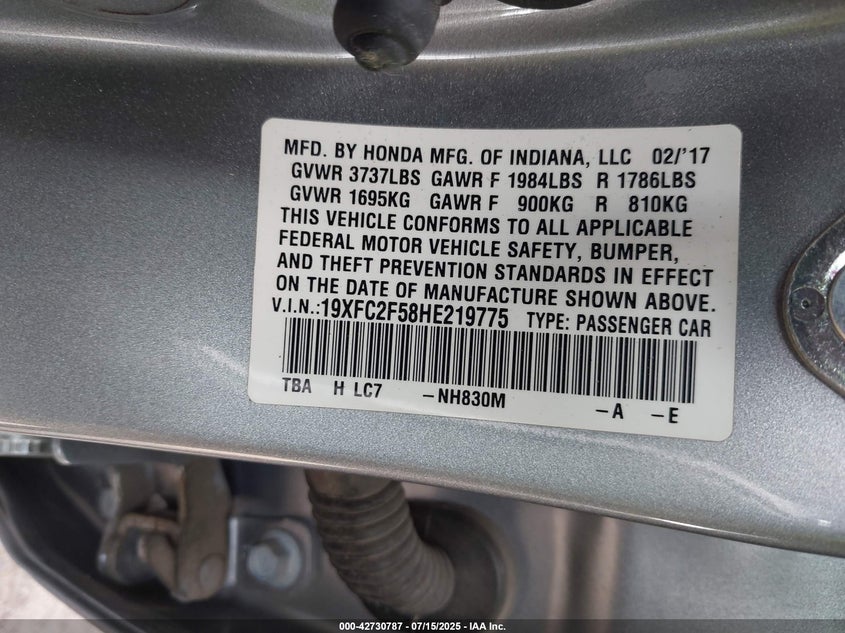 MFD. BY HONDA MFG. OF INDIANA, LLC 02/'17
GVWR 3737LBS GAWR F 1984LBS R 1786LBS
GVWR 1695KG GAWR F 900KG R 810KG
THIS VEHICLE CONFORMS TO ALL APPLICABLE
FEDERAL MOTOR VEHICLE SAFETY, BUMPER,
AND THEFT PREVENTION STANDARDS IN EFFECT
ON THE DATE OF MANUFACTURE SHOWN ABOVE.
V.I.N.:19XFC2F58HE219775 TYPE: PASSENGER CAR
TBA H LC7 -NH830M -A -E
000-42730787 - 07/15/2025 - IAA Inc.